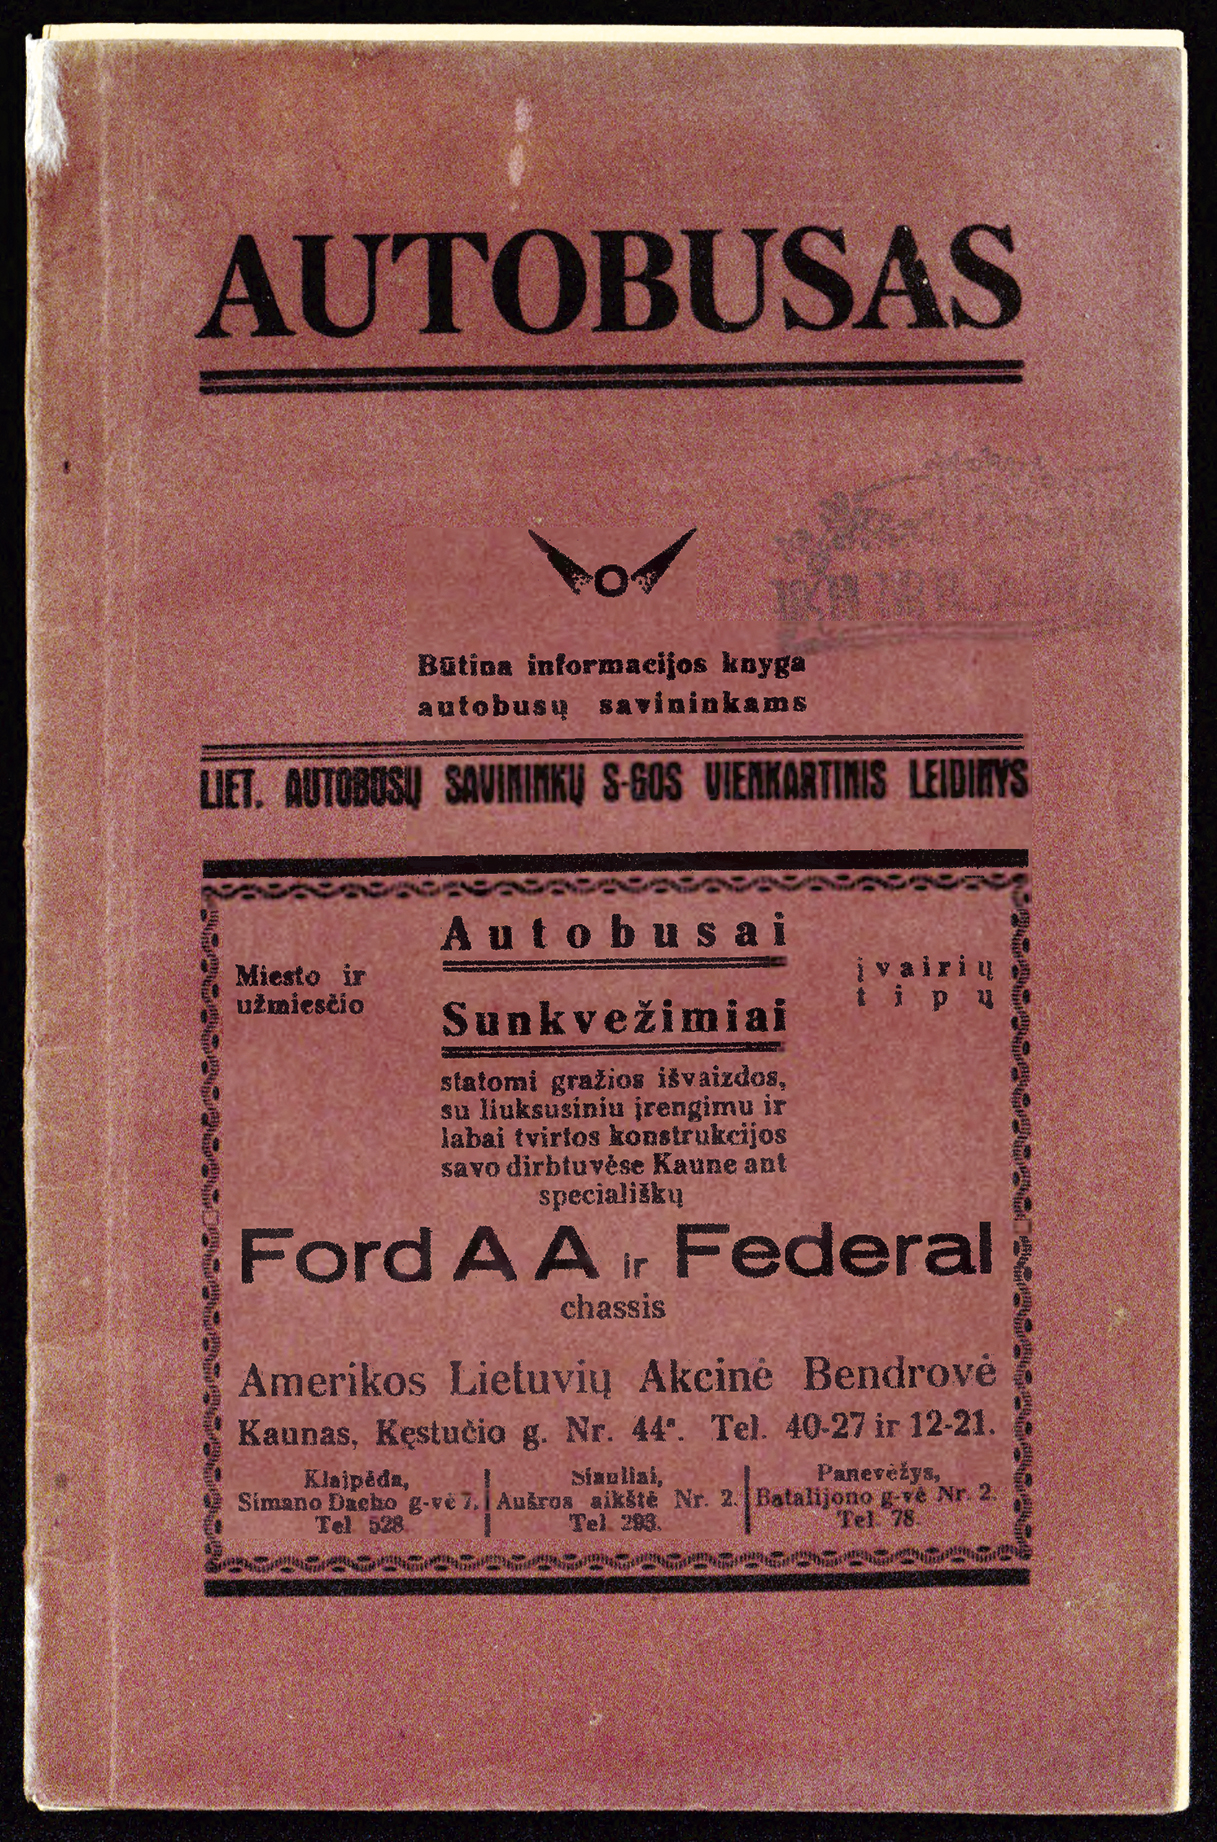 AUTOBUSAS
Būtina informacijos knyga
autobusų savininkams
LIET. AUTOBUSŲ SAVININKŲ S-GOS VIENKARTINIS LEIDINYS
Autobusai
Miesto ir
užmiesčio
įvairių
tipų
Sunkvežimiai
statomi gražios išvaizdos,
su liuksusiniu įrengimu ir
labai tvirtos konstrukcijos
savo dirbtuvėse Kaune ant
speciališkų
Ford AA ir Federal
chassis
Amerikos Lietuvių Akcinė Bendrovė
Kaunas, Kęstučio g. Nr. 44ª. Tel. 40-27 ir 12-21.
Klaipėda,
Simano Dacho g-vė 7.
Tel 528
Šiauliai,
Aušros aikštė Nr. 2.
Tel. 293.
Panevėžys,
Batalijono g-vė Nr. 2.
Tel. 78